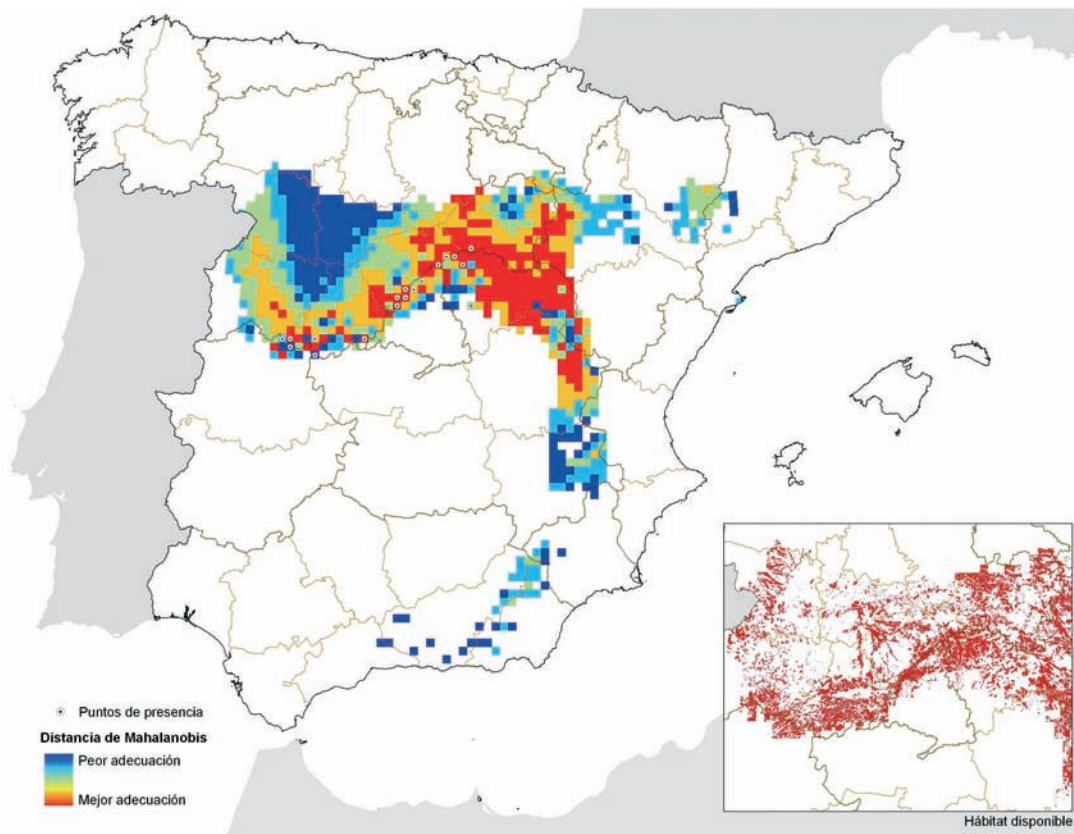 Puntos de presencia
Distancia de Mahalanobis
Peor adecuación
Mejor adecuación
Hábitat disponible